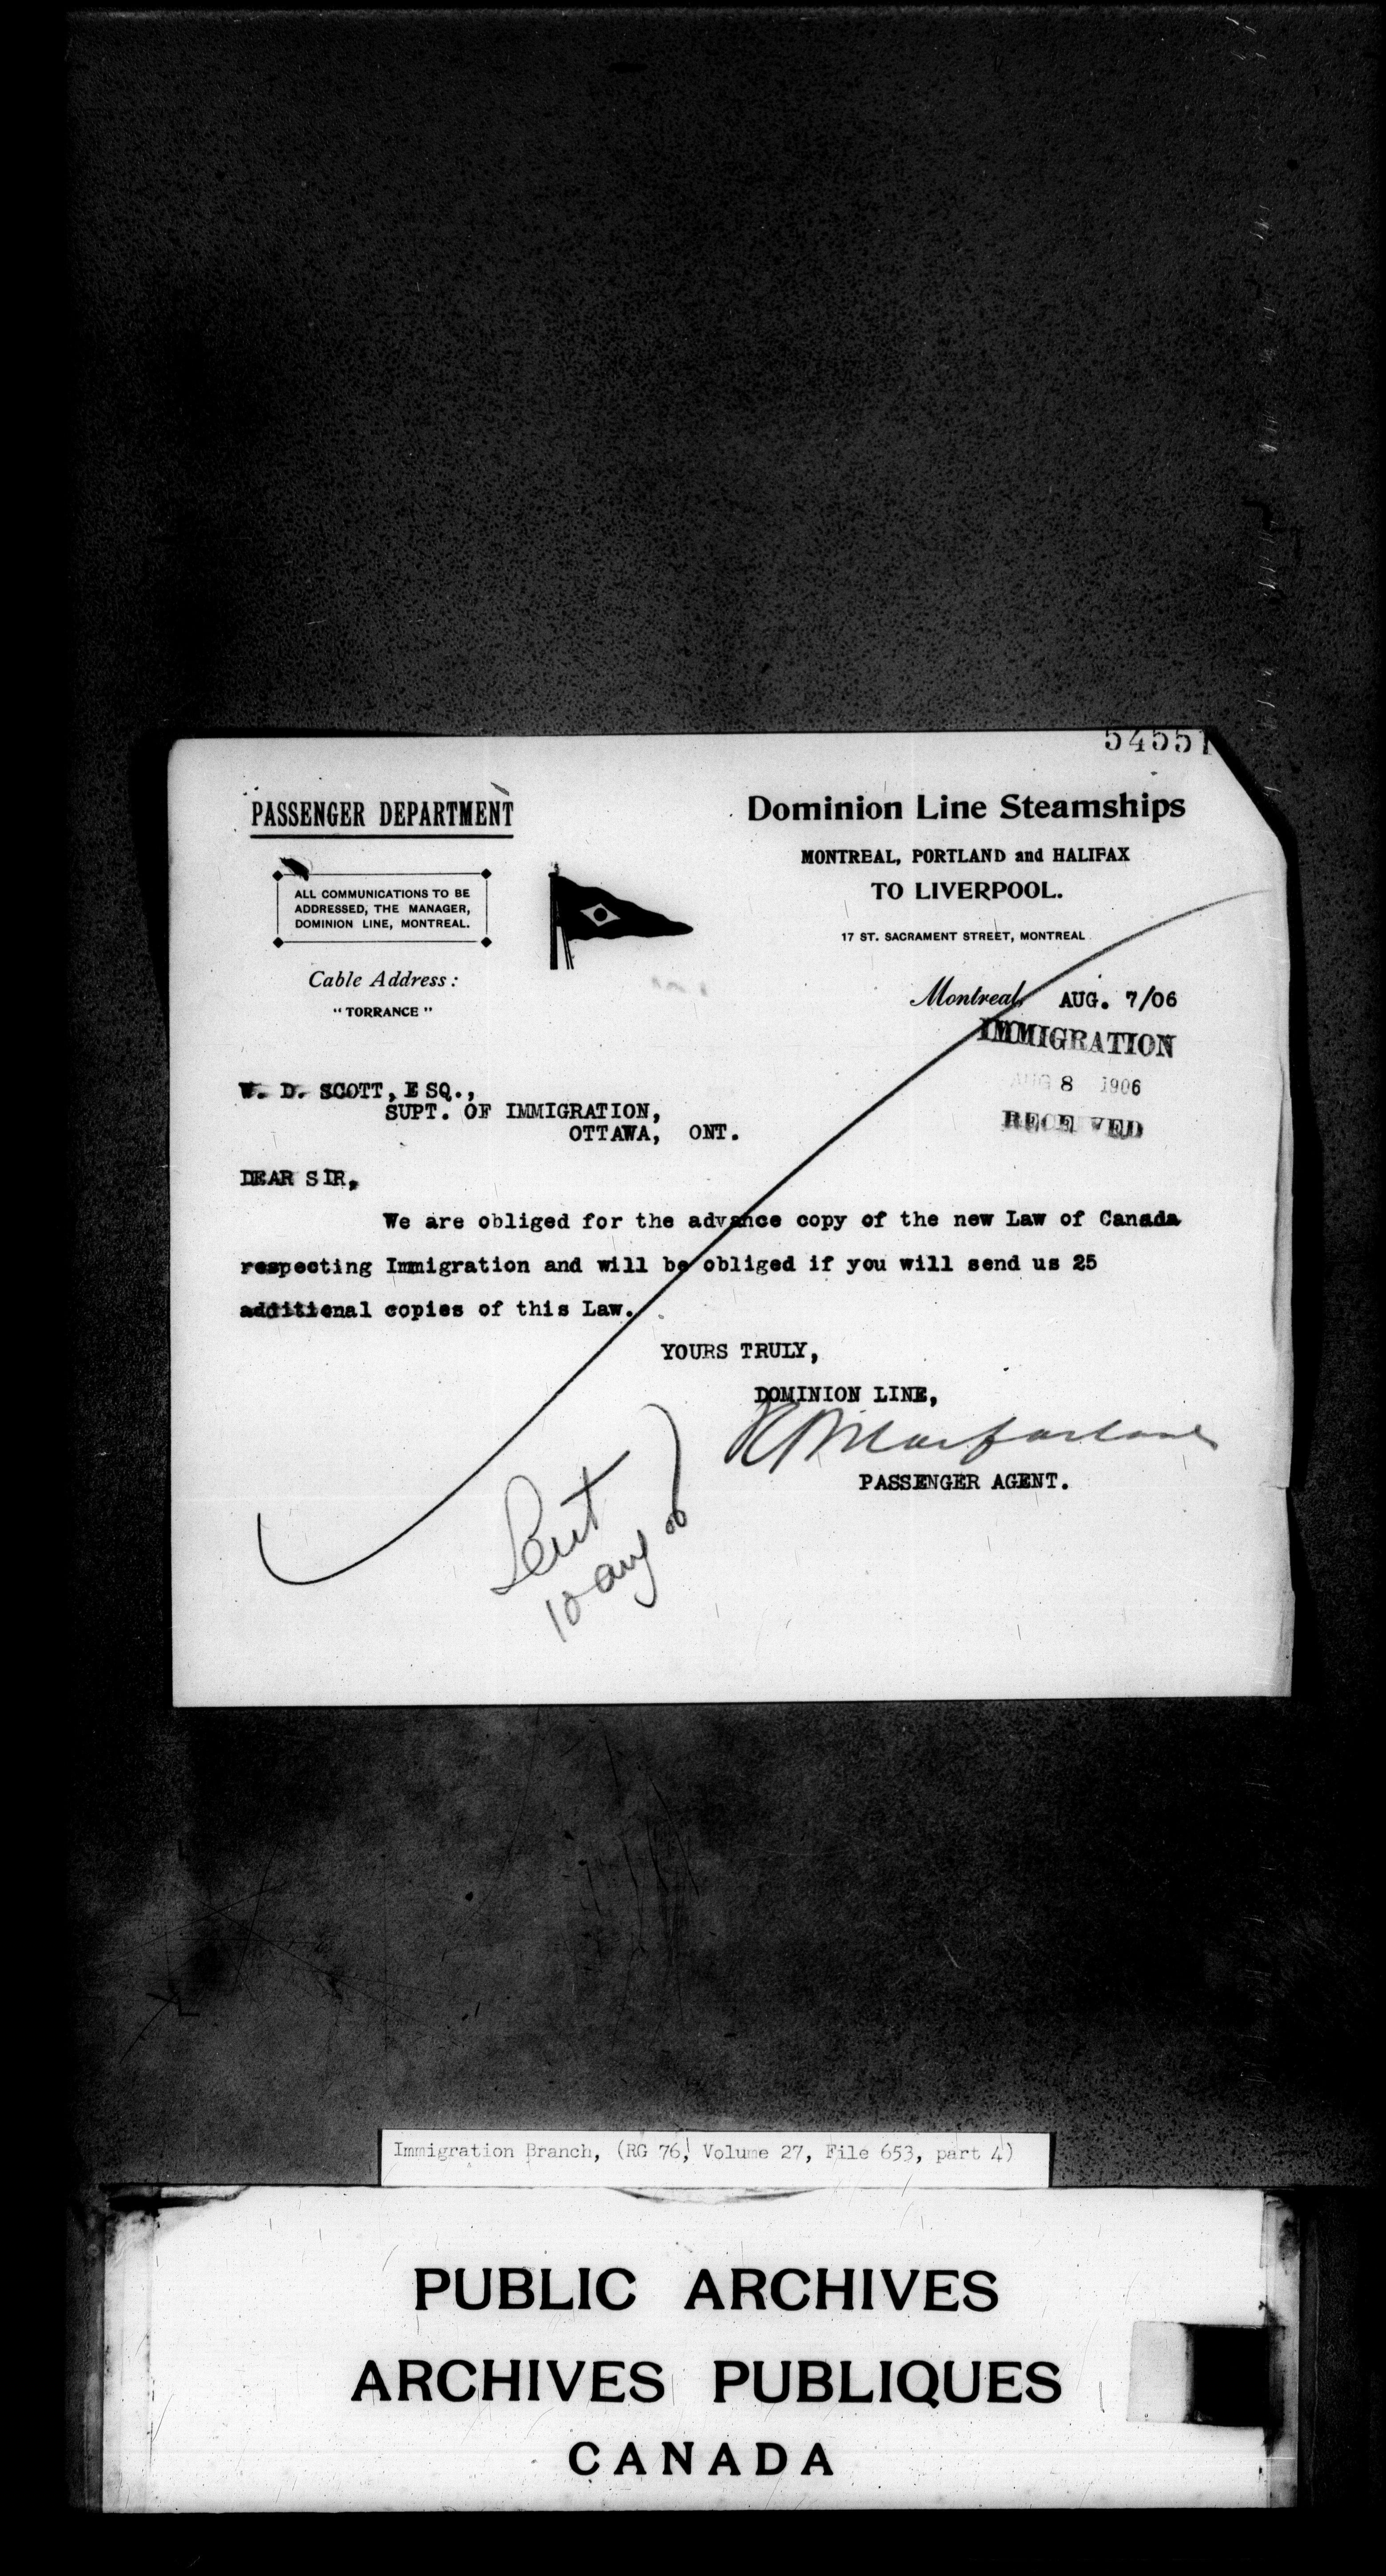 54551
PASSENGER DEPARTMENT
Dominion Line Steamships
MONTREAL, PORTLAND and HALIFAX
TO LIVERPOOL.
17 ST. SACRAMENT STREET, MONTREAL
ALL COMMUNICATIONS TO BE
ADDRESSED, THE MANAGER,
DOMINION LINE, MONTREAL.
Cable Address:
"TORRANCE"
Montreal, AUG. 7/06
IMMIGRATION
AUG 8 1906
RECEIVED
W. D. SCOTT, ESQ.,
SUPT. OF IMMIGRATION,
OTTAWA, ONT.
DEAR SIR,
We are obliged for the advance copy of the new Law of Canada
respecting Immigration and will be obliged if you will send us 25
additional copies of this Law.
YOURS TRULY,
DOMINION LINE,
Macfarlane
PASSENGER AGENT.
Sent
10 Aug 06
Immigration Branch, (RG 76, Volume 27, File 653, part 4)
PUBLIC ARCHIVES
ARCHIVES PUBLIQUES
CANADA